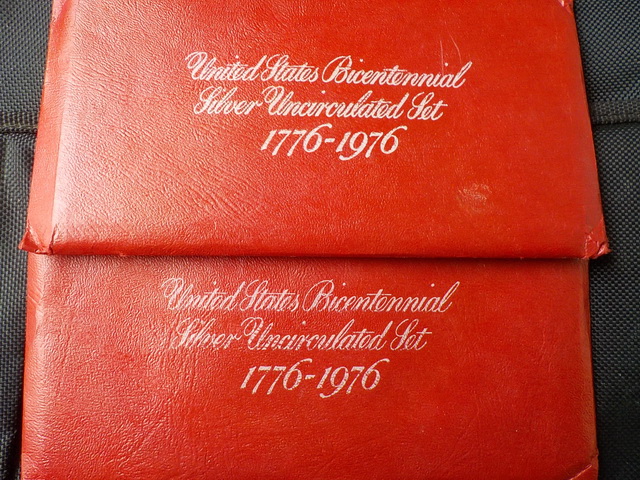 United States Bicentennial
Silver Uncirculated Set
1776-1976
United States Bicentennial
Silver Uncirculated Set
1776-1976